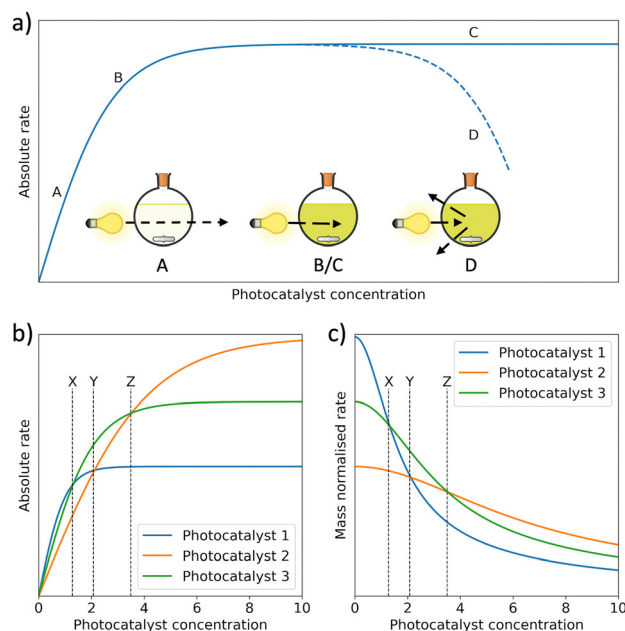 a)
C
B
D
A
Absolute rate
A
B/C
D
Photocatalyst concentration
b)
X Y Z
Absolute rate
Photocatalyst 1
Photocatalyst 2
Photocatalyst 3
0 2 4 6 8 10
Photocatalyst concentration
c)
Photocatalyst 1
Photocatalyst 2
Photocatalyst 3
X Y Z
Mass normalised rate
0 2 4 6 8 10
Photocatalyst concentration